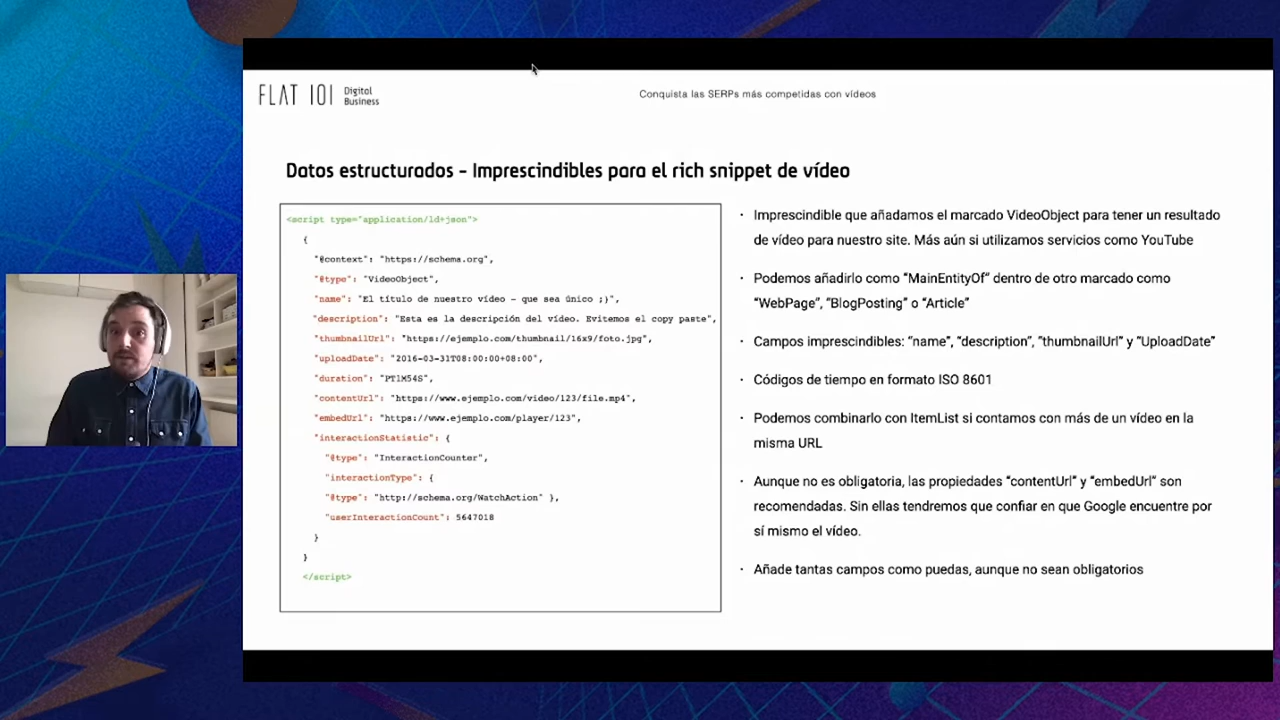 FLAT 101 Digital Business
Conquista las SERPs más competidas con vídeos
Datos estructurados - Imprescindibles para el rich snippet de vídeo
<script type="application/ld+json">
{
"@context": "https://schema.org",
"@type": "VideoObject",
"name": "El título de nuestro vídeo - que sea único ;)",
"description": "Esta es la descripción del vídeo. Evitemos el copy paste",
"thumbnailUrl": "https://ejemplo.com/thumbnail/16x9/foto.jpg",
"uploadDate": "2016-03-31T08:00:00+08:00",
"duration": "PT1M54S",
"contentUrl": "https://www.ejemplo.com/video/123/file.mp4",
"embedUrl": "https://www.ejemplo.com/player/123",
"interactionStatistic": {
"@type": "InteractionCounter",
"interactionType": {
"@type": "http://schema.org/WatchAction" },
"userInteractionCount": 5647018
}
}
</script>
· Imprescindible que añadamos el marcado VideoObject para tener un resultado
de vídeo para nuestro site. Más aún si utilizamos servicios como YouTube
· Podemos añadirlo como “MainEntityOf” dentro de otro marcado como
“WebPage”, “BlogPosting” o “Article”
· Campos imprescindibles: “name”, “description”, “thumbnailUrl” y “UploadDate”
· Códigos de tiempo en formato ISO 8601
· Podemos combinarlo con ItemList si contamos con más de un vídeo en la
misma URL
· Aunque no es obligatoria, las propiedades “contentUrl” y “embedUrl” son
recomendadas. Sin ellas tendremos que confiar en que Google encuentre por
sí mismo el vídeo.
· Añade tantas campos como puedas, aunque no sean obligatorios